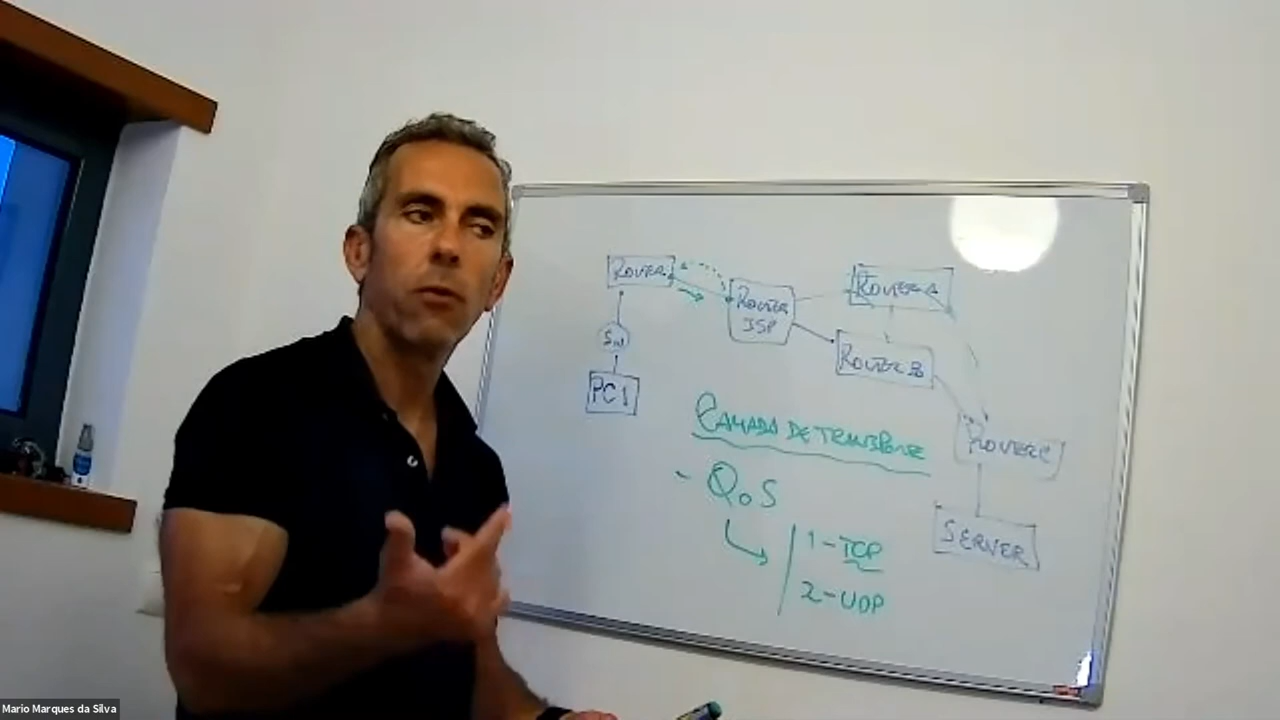 ROUTER
ROUTER
ISP
ROUTER A
SW
ROUTER B
PC1
CAMADA DE TRANSPORTE
ROUTER C
- QoS
1-TCP
SERVER
2-UDP
Mario Marques da Silva